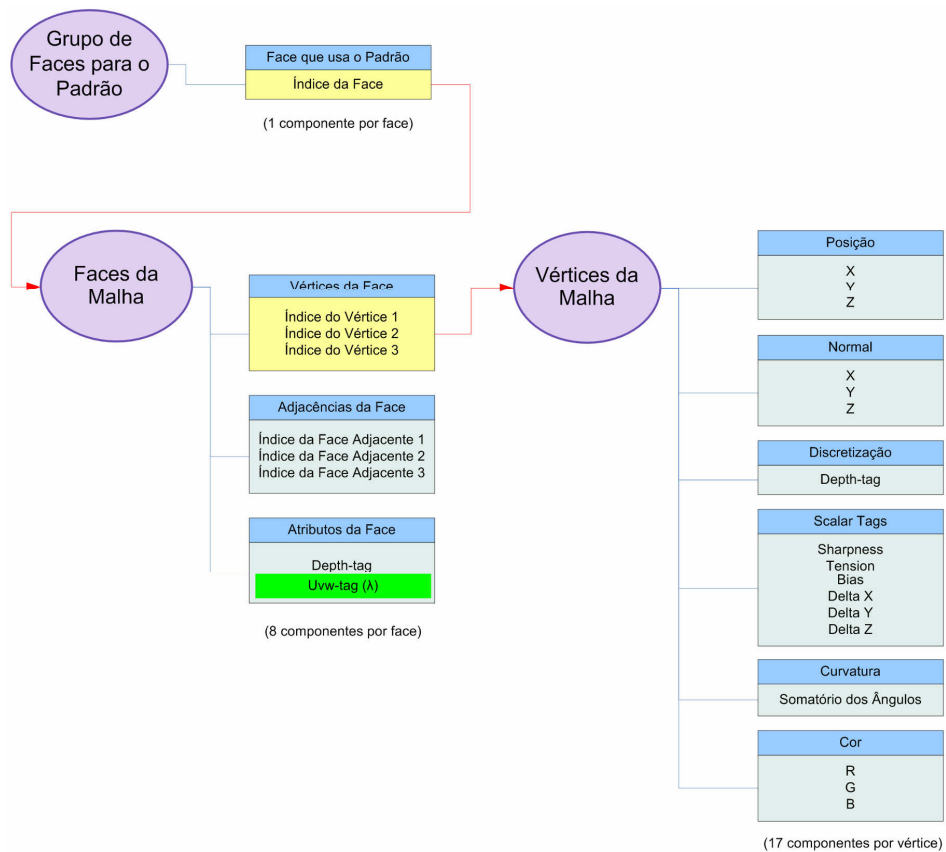 Grupo de
Faces para o
Padrão
Face que usa o Padrão
Índice da Face
(1 componente por face)
Faces da
Malha
Vértices da Face
Índice do Vértice 1
Índice do Vértice 2
Índice do Vértice 3
Adjacências da Face
Índice da Face Adjacente 1
Índice da Face Adjacente 2
Índice da Face Adjacente 3
Atributos da Face
Depth-tag
Uvw-tag (λ)
(8 componentes por face)
Vértices da
Malha
Posição
X
Y
Z
Normal
X
Y
Z
Discretização
Depth-tag
Scalar Tags
Sharpness
Tension
Bias
Delta X
Delta Y
Delta Z
Curvatura
Somatório dos Ângulos
Cor
R
G
B
(17 componentes por vértice)